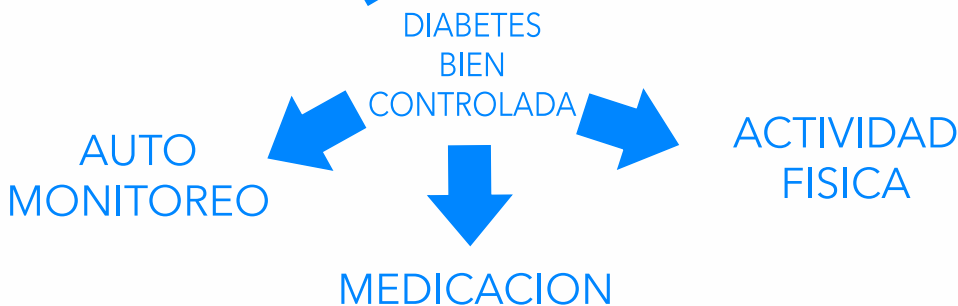 DIABETES
BIEN
CONTROLADA
AUTO
MONITOREO
ACTIVIDAD
FISICA
MEDICACION